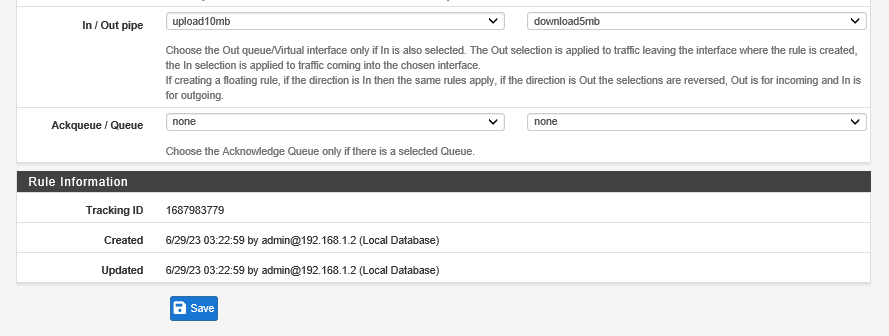 In / Out pipe
upload10mb
download5mb
Choose the Out queue/Virtual interface only if In is also selected. The Out selection is applied to traffic leaving the interface where the rule is created,
the In selection is applied to traffic coming into the chosen interface.
If creating a floating rule, if the direction is In then the same rules apply, if the direction is Out the selections are reversed, Out is for incoming and In is
for outgoing.
Ackqueue / Queue
none
none
Choose the Acknowledge Queue only if there is a selected Queue.
Rule Information
Tracking ID
1687983779
Created
6/29/23 03:22:59 by admin@192.168.1.2 (Local Database)
Updated
6/29/23 03:22:59 by admin@192.168.1.2 (Local Database)
Save